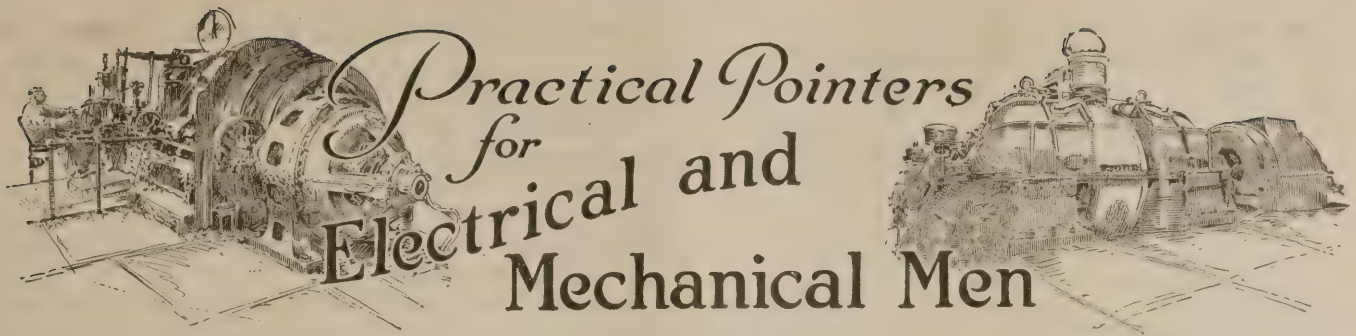 Practical Pointers
for
Electrical and
Mechanical Men